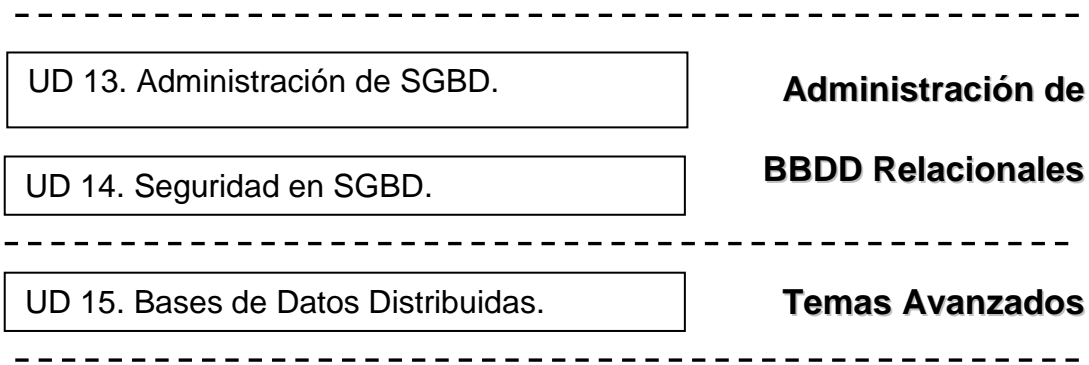 UD 13. Administración de SGBD.
Administración de
BBDD Relacionales
UD 14. Seguridad en SGBD.
UD 15. Bases de Datos Distribuidas.
Temas Avanzados